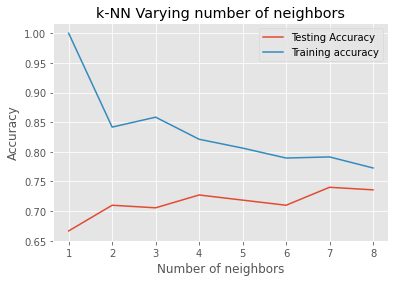 k-NN Varying number of neighbors
Testing Accuracy
Training accuracy
1.00
0.95
0.90
0.85
0.80
0.75
0.70
0.65
Accuracy
1 2 3 4 5 6 7 8
Number of neighbors